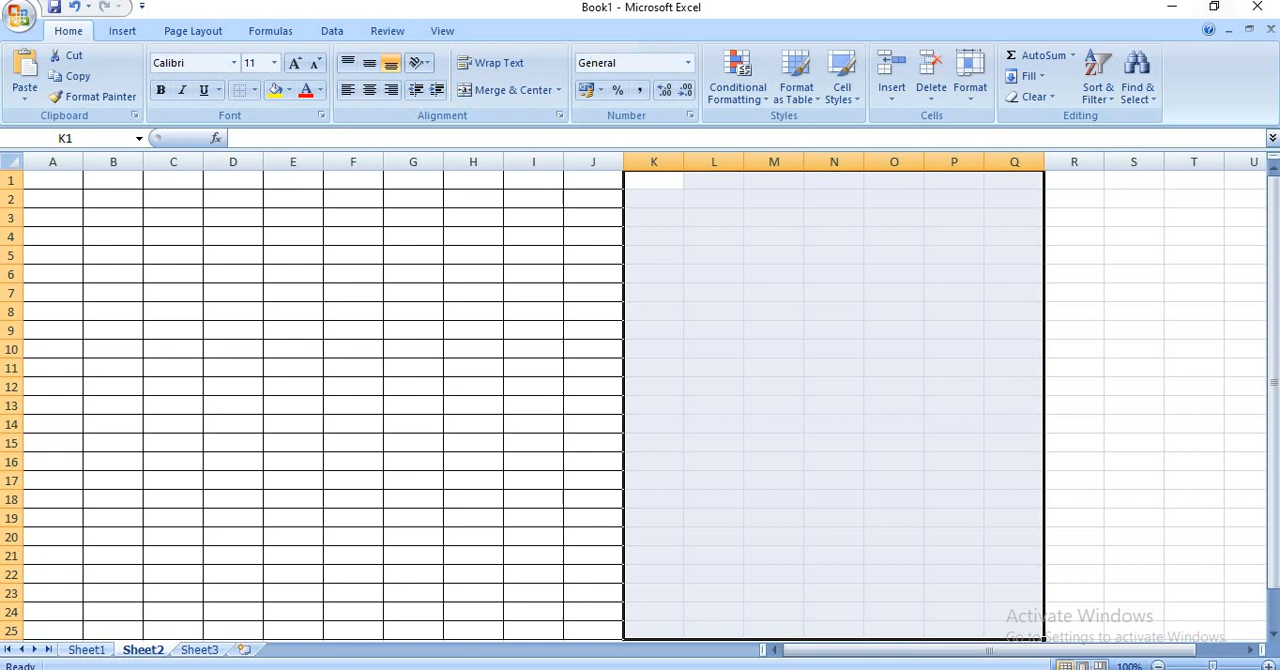 Book1 - Microsoft Excel
Home Insert Page Layout Formulas Data Review View
Paste
Cut
Copy
Format Painter
Clipboard
Calibri 11
B I U
Font
Wrap Text
Merge & Center
Alignment
General
% ,
Number
Conditional Formatting
Format as Table
Cell Styles
Styles
Insert Delete Format
Cells
Σ AutoSum
Fill
Clear
Sort & Filter
Find & Select
Editing
K1
fx
A B C D E F G H I J K L M N O P Q R S T U
1
2
3
4
5
6
7
8
9
10
11
12
13
14
15
16
17
18
19
20
21
22
23
24
25
Activate Windows
Go to Settings to activate Windows.
Sheet1 Sheet2 Sheet3
Ready
100%